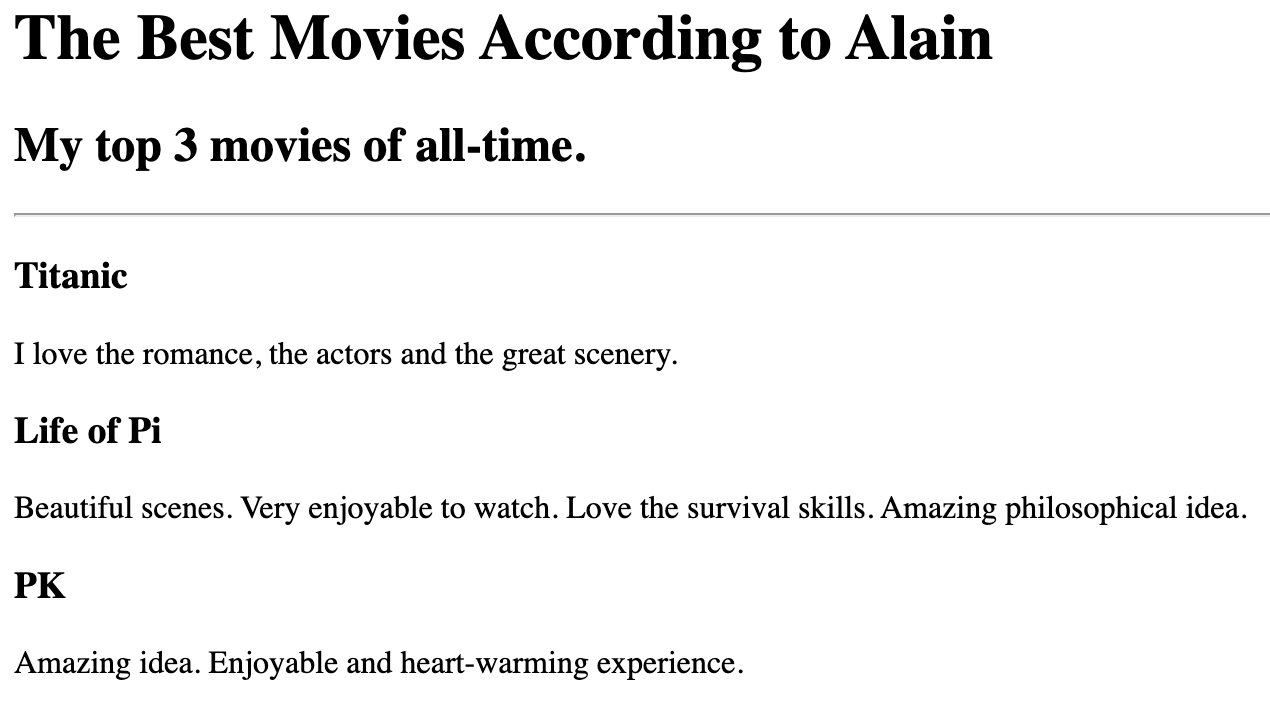 The Best Movies According to Alain
My top 3 movies of all-time.
Titanic
I love the romance, the actors and the great scenery.
Life of Pi
Beautiful scenes. Very enjoyable to watch. Love the survival skills. Amazing philosophical idea.
PK
Amazing idea. Enjoyable and heart-warming experience.